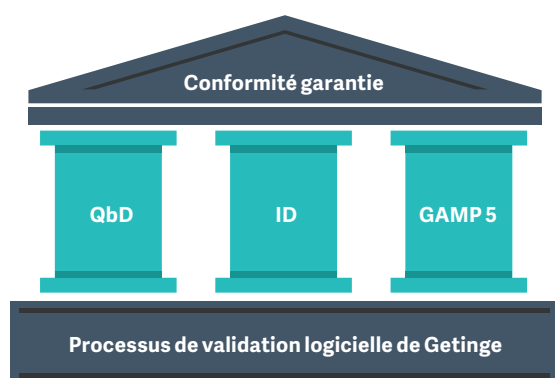 Conformité garantie
QbD
ID
GAMP 5
Processus de validation logicielle de Getinge